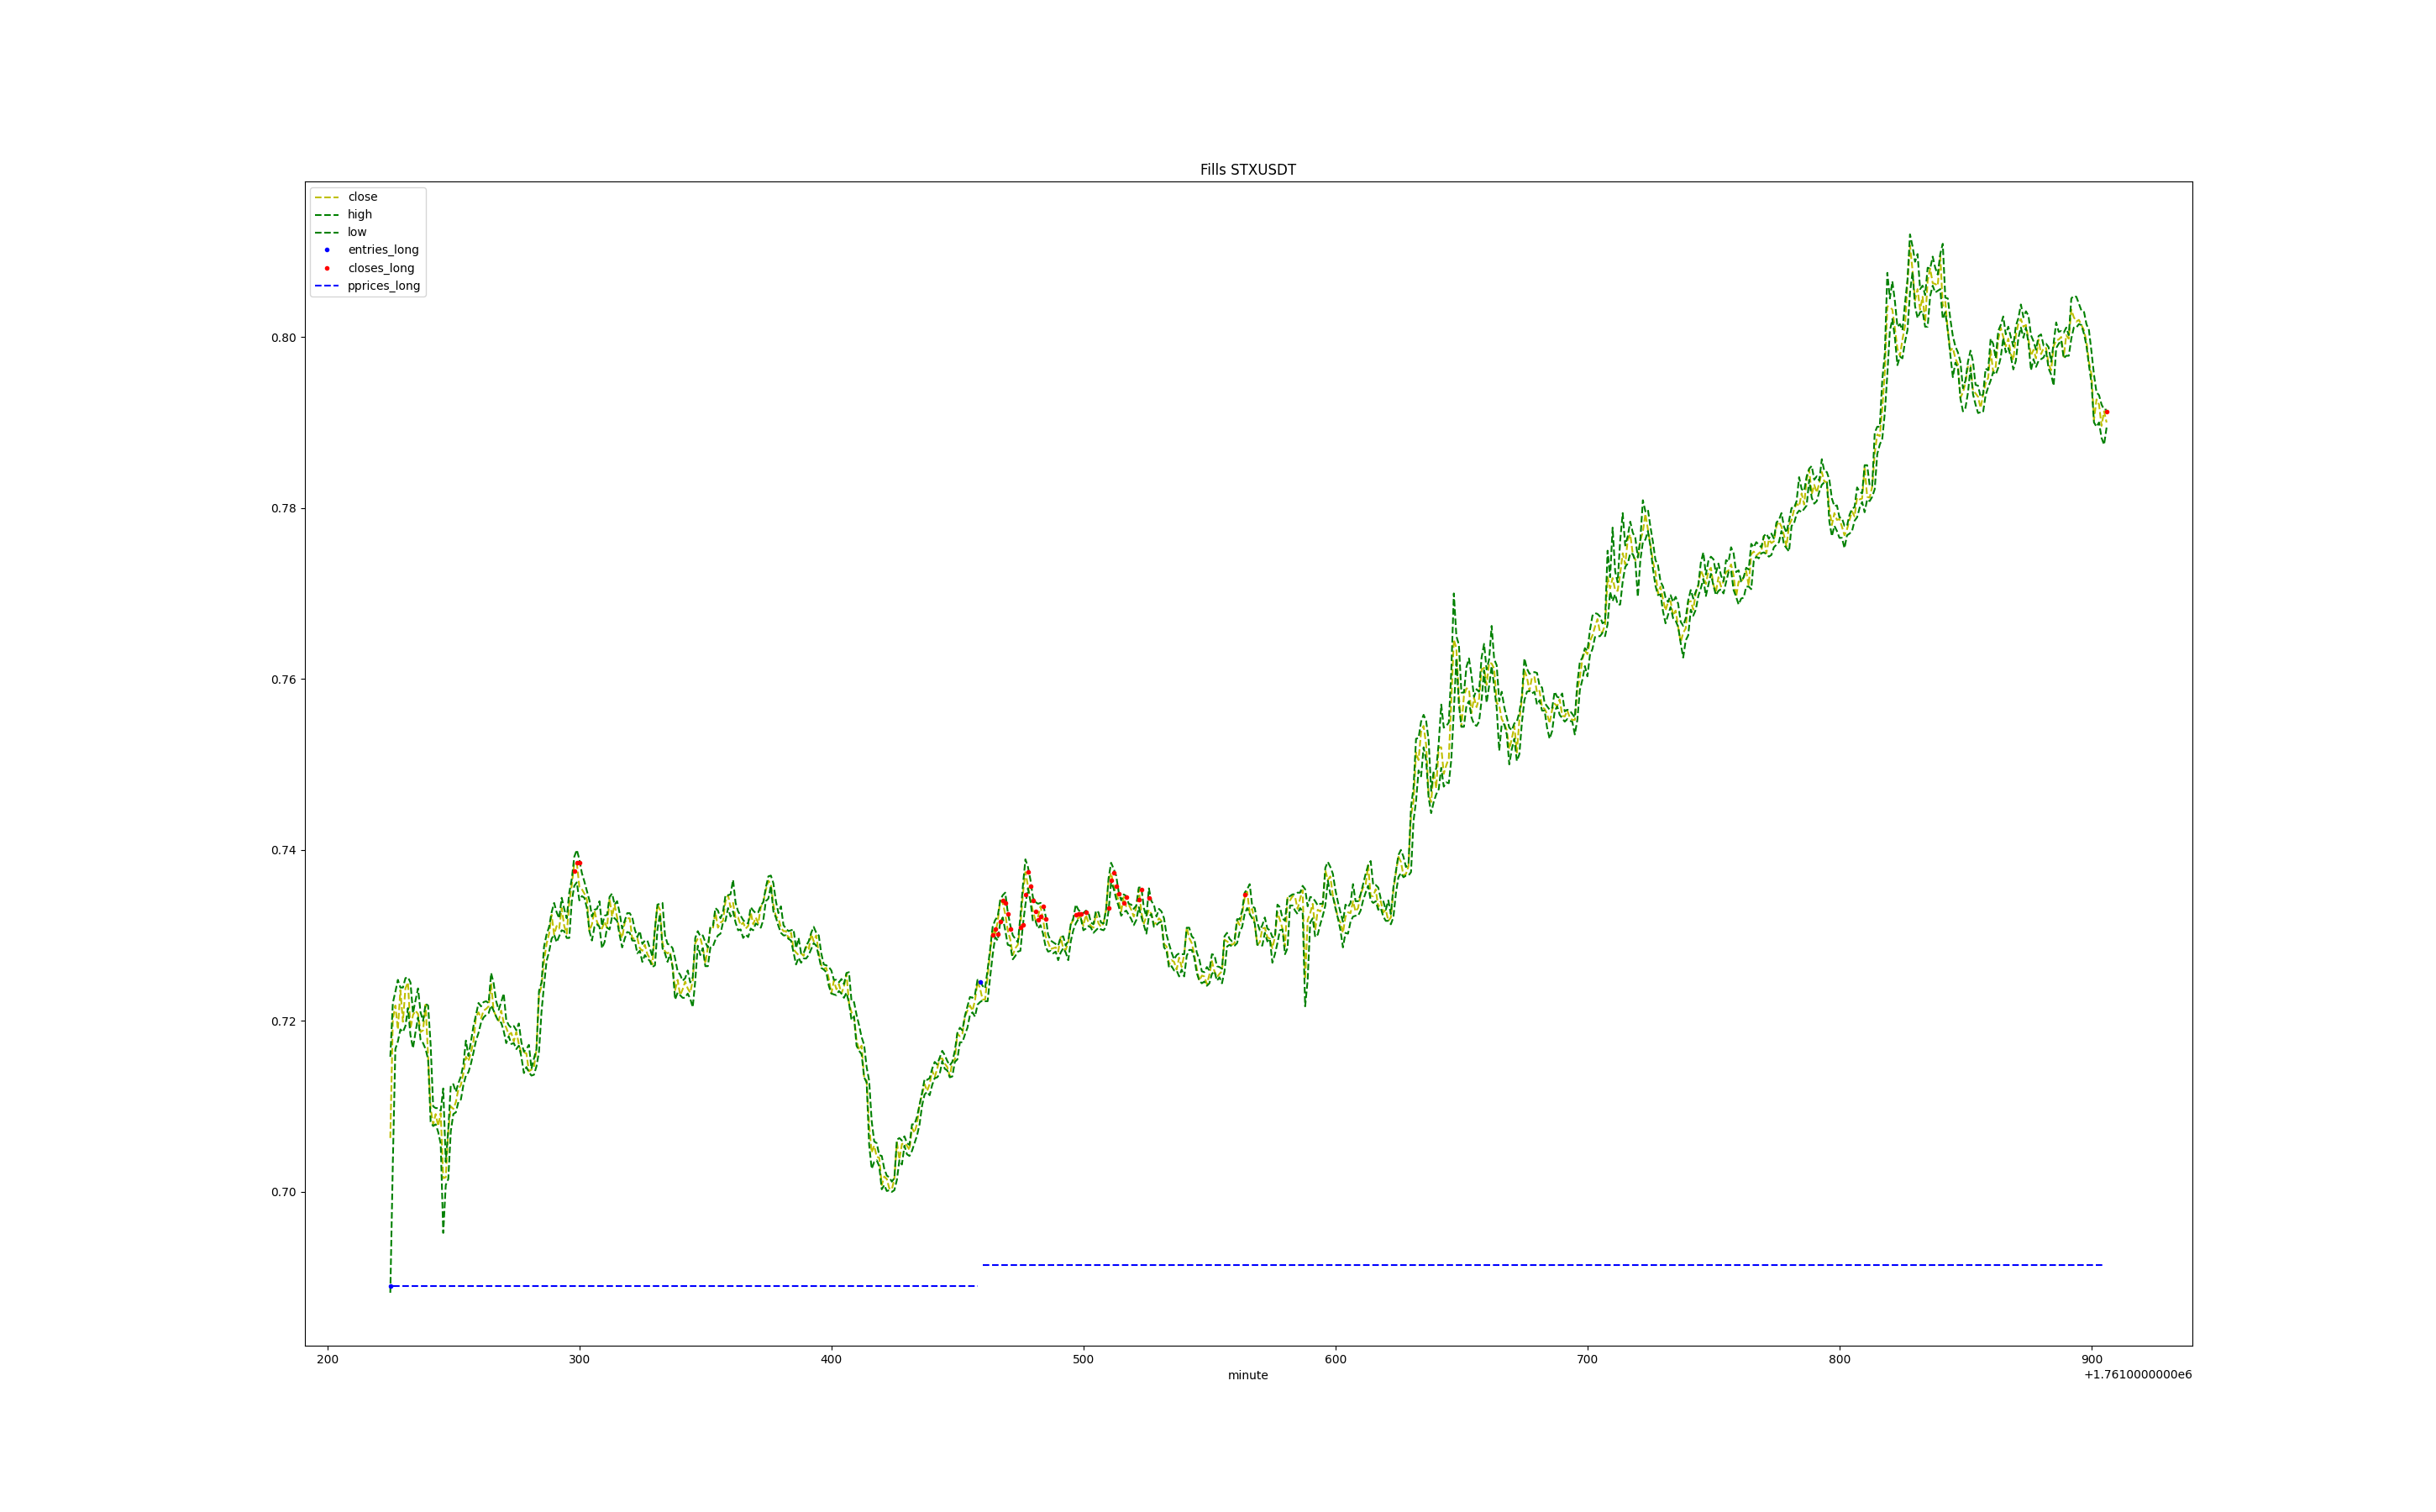 Fills STXUSDT
close
high
low
entries_long
closes_long
pprices_long
0.80
0.78
0.76
0.74
0.72
0.70
200 300 400 500 600 700 800 900
minute
+1.7610000000e6